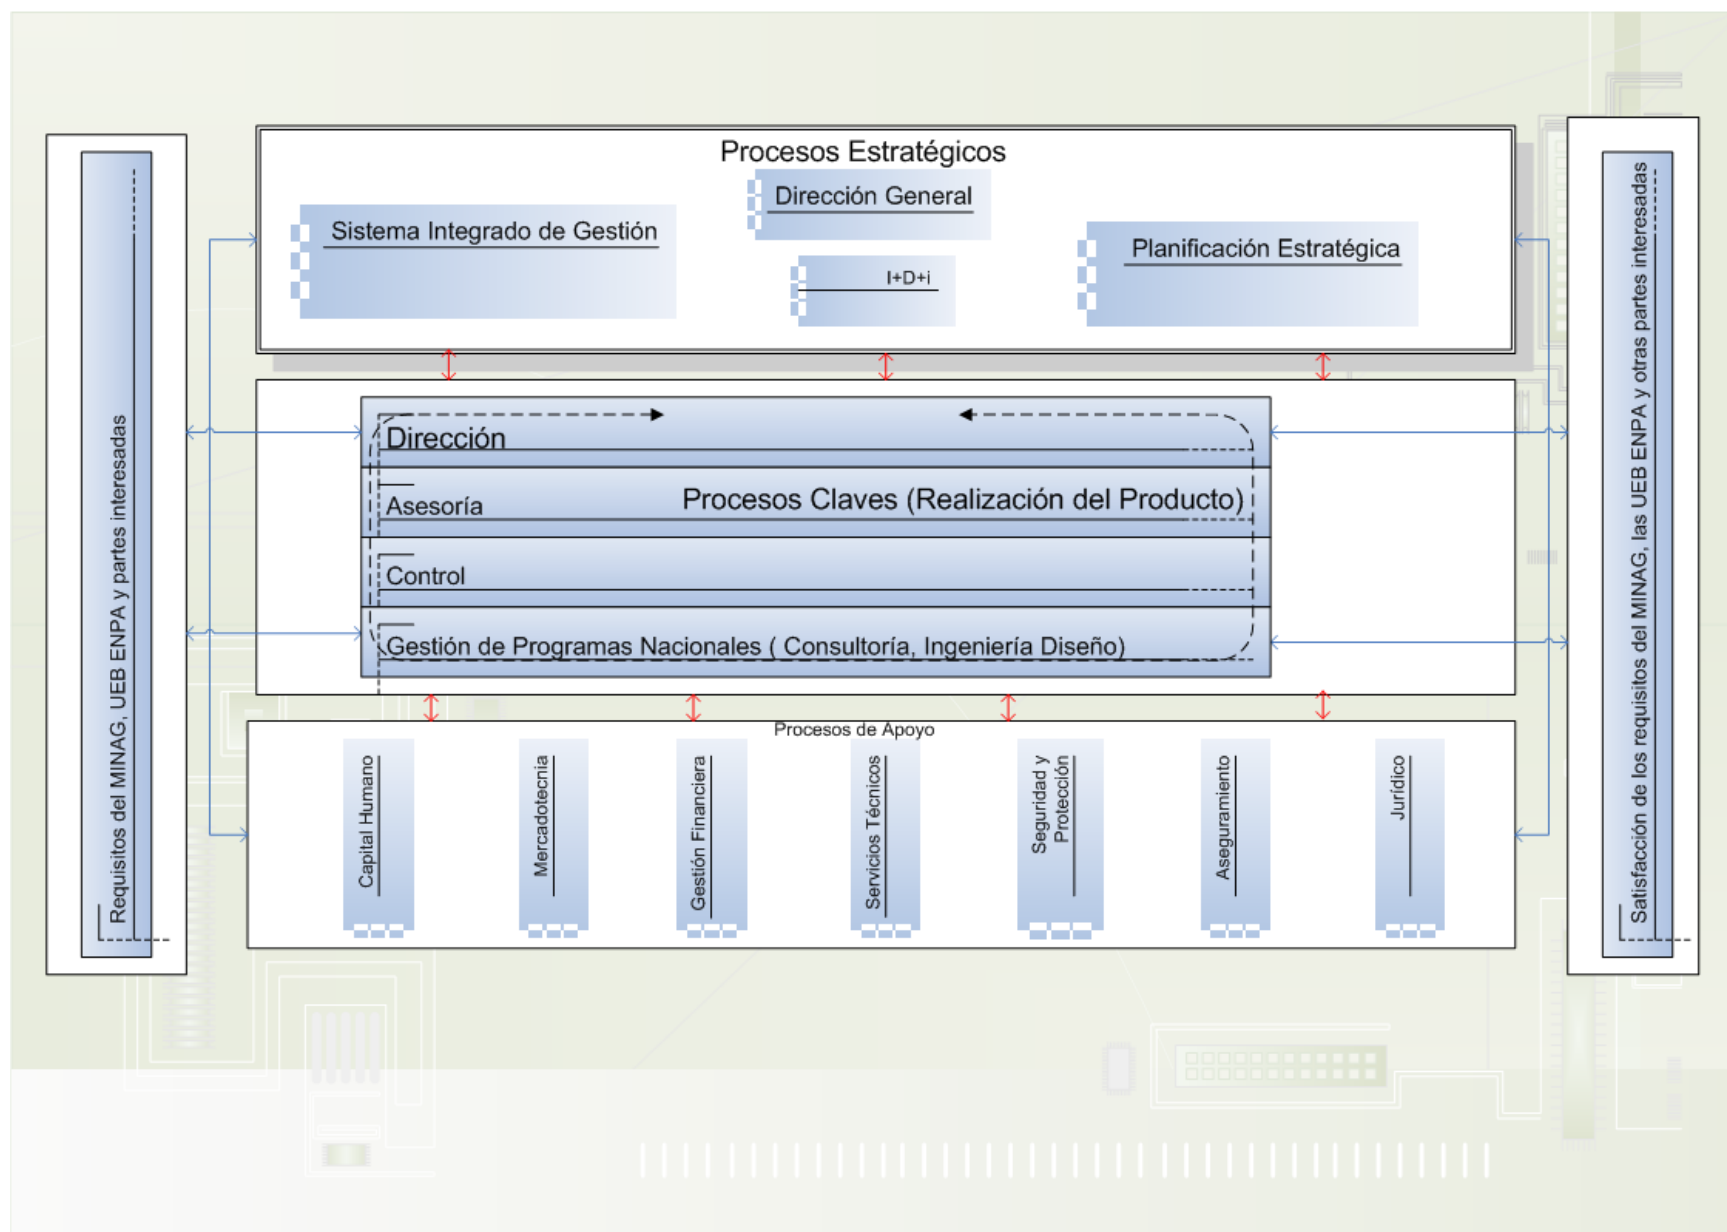 Requisitos del MINAG, UEB ENPA y partes interesadas
Procesos Estratégicos
Dirección General
Sistema Integrado de Gestión
Planificación Estratégica
I+D+i
Dirección
Asesoría
Procesos Claves (Realización del Producto)
Control
Gestión de Programas Nacionales ( Consultoría, Ingeniería Diseño)
Procesos de Apoyo
Capital Humano
Mercadotecnia
Gestión Financiera
Servicios Técnicos
Seguridad y
Protección
Aseguramiento
Jurídico
Satisfacción de los requisitos del MINAG, las UEB ENPA y otras partes interesadas